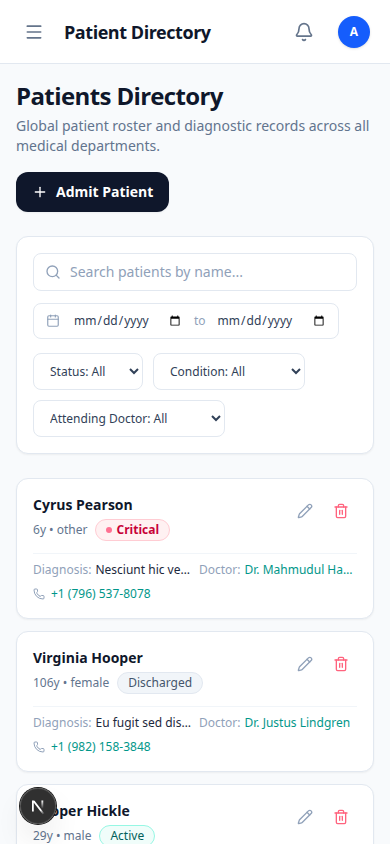 Patient Directory
A
Patients Directory
Global patient roster and diagnostic records across all
medical departments.
Admit Patient
Search patients by name...
mm/dd/yyyy to mm/dd/yyyy
Status: All Condition: All
Attending Doctor: All
Cyrus Pearson
6y • other Critical
Diagnosis: Nesciunt hic ve... Doctor: Dr. Mahmudul Ha...
+1 (796) 537-8078
Virginia Hooper
106y • female Discharged
Diagnosis: Eu fugit sed dis... Doctor: Dr. Justus Lindgren
+1 (982) 158-3848
N
Hickle
29y • male Active